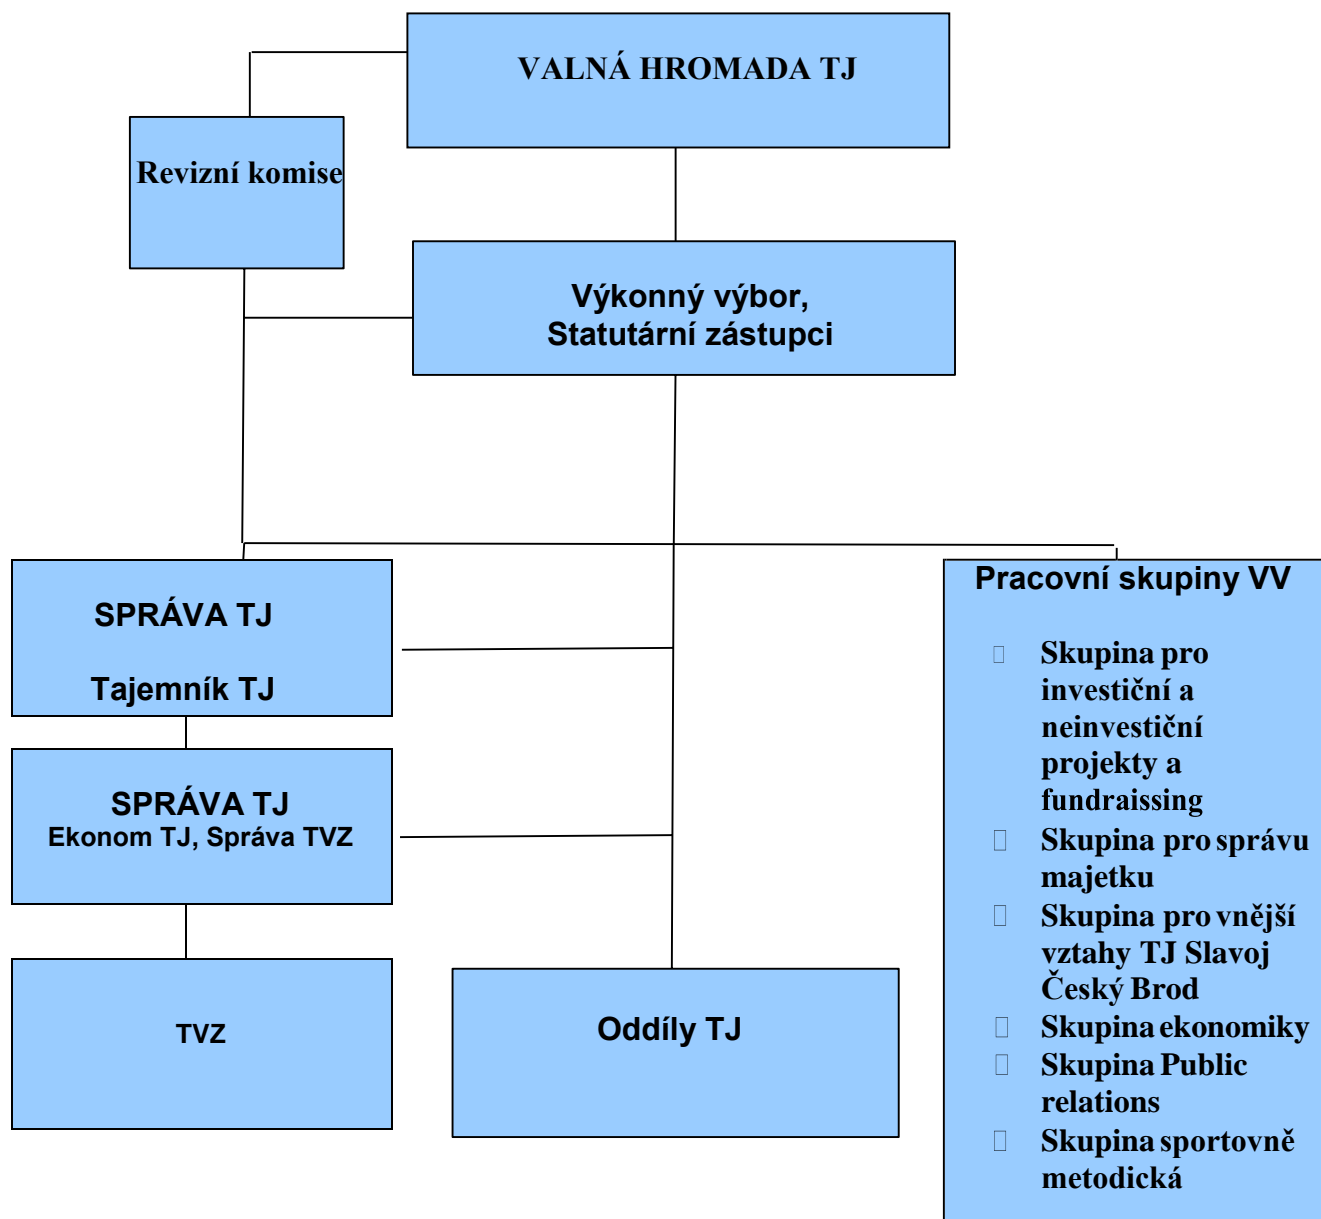 VALNÁ HROMADA TJ
Revizní komise
Výkonný výbor,
Statutární zástupci
SPRÁVA TJ
Tajemník TJ
SPRÁVA TJ
Ekonom TJ, Správa TVZ
TVZ
Oddíly TJ
Pracovní skupiny VV
Skupina pro
investiční a
neinvestiční
projekty a
fundraissing
Skupina pro správu
majetku
Skupina pro vnější
vztahy TJ Slavoj
Český Brod
Skupina ekonomiky
Skupina Public
relations
Skupina sportovně
metodická